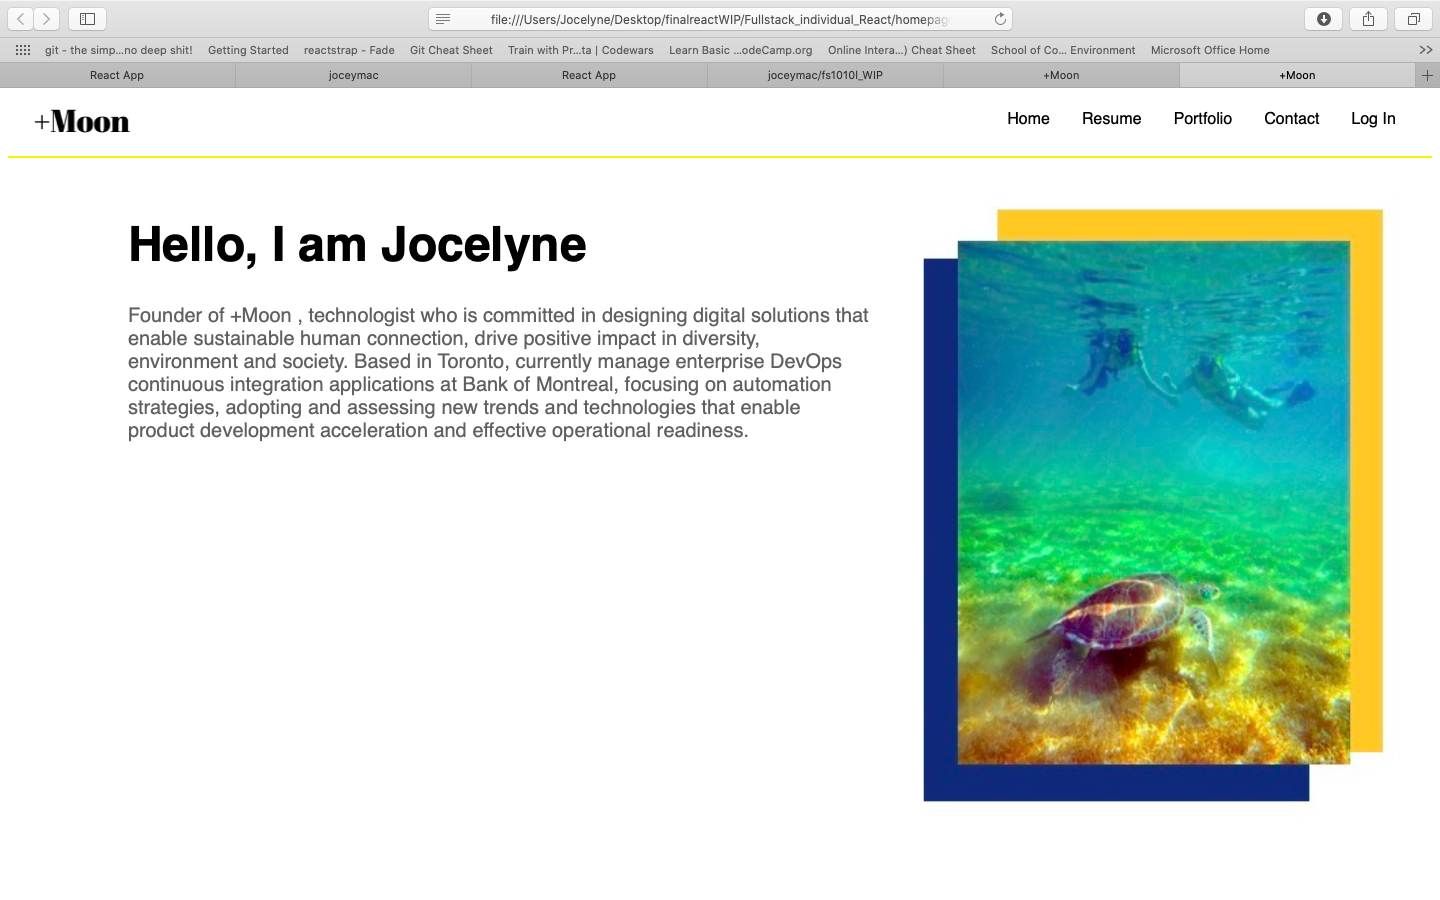 file:///Users/Jocelyne/Desktop/finalreactWIP/Fullstack_individual_React/homepag
git - the simp...no deep shit! Getting Started reactstrap - Fade Git Cheat Sheet Train with Pr...ta | Codewars Learn Basic ...odeCamp.org Online Intera...) Cheat Sheet School of Co... Environment Microsoft Office Home
React App joceymac React App joceymac/fs1010l_WIP +Moon +Moon
+Moon Home Resume Portfolio Contact Log In
Hello, I am Jocelyne
Founder of +Moon , technologist who is committed in designing digital solutions that
enable sustainable human connection, drive positive impact in diversity,
environment and society. Based in Toronto, currently manage enterprise DevOps
continuous integration applications at Bank of Montreal, focusing on automation
strategies, adopting and assessing new trends and technologies that enable
product development acceleration and effective operational readiness.